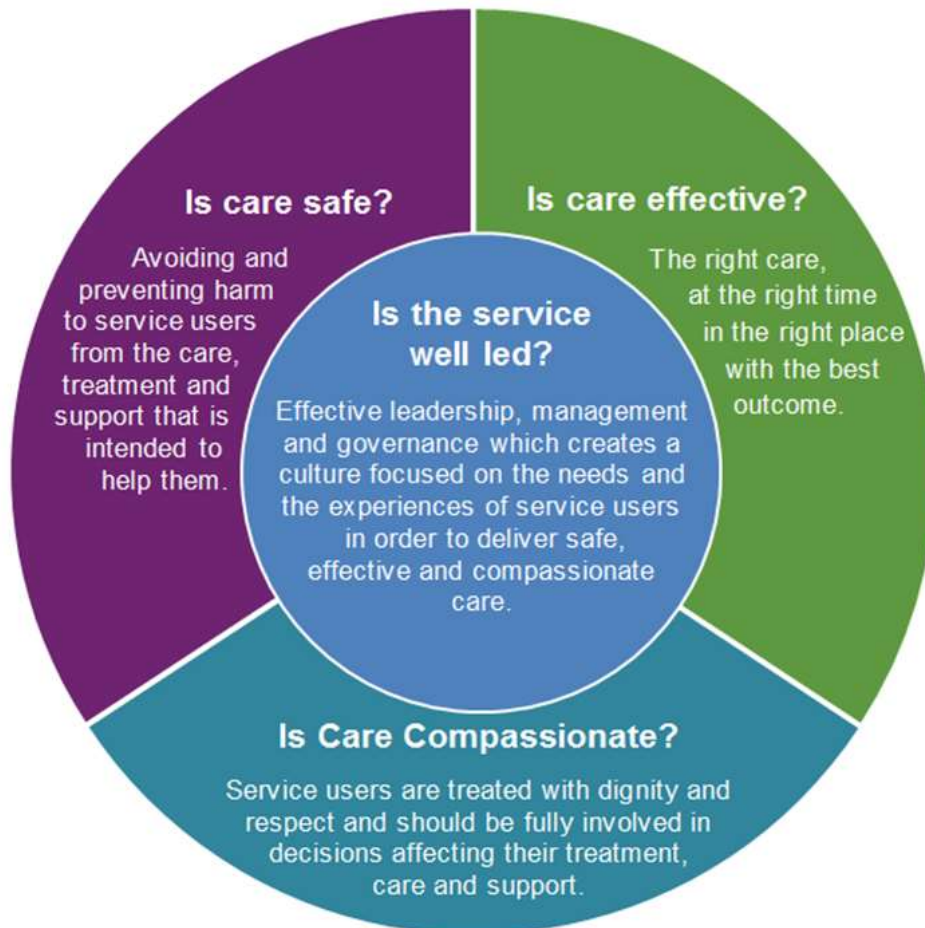 Is care safe?
Avoiding and
preventing harm
to service users
from the care,
treatment and
support that is
intended to
help them.
Is care effective?
The right care,
at the right time
in the right place
with the best
outcome.
Is the service
well led?
Effective leadership, management
and governance which creates a
culture focused on the needs and
the experiences of service users
in order to deliver safe,
effective and compassionate
care.
Is Care Compassionate?
Service users are treated with dignity and
respect and should be fully involved in
decisions affecting their treatment,
care and support.